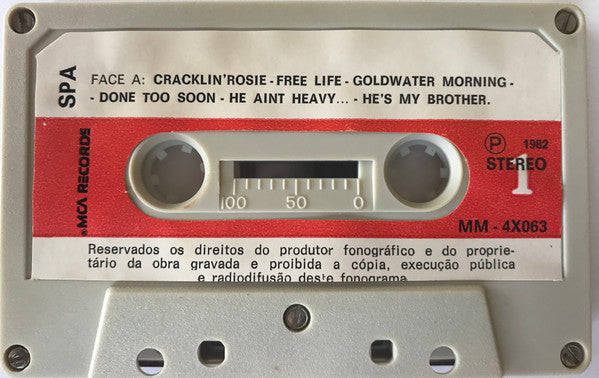 SPA
FACE A: CRACKLIN'ROSIE - FREE LIFE - GOLDWATER MORNING -
- DONE TOO SOON - HE AINT HEAVY... - HE'S MY BROTHER.
MCA RECORDS
P 1982
STEREO
1
100 50 0
MM - 4X063
Reservados os direitos do produtor fonográfico e do proprie-
tário da obra gravada e proibida a cópia, execução pública
e radiodifusão deste fonograma